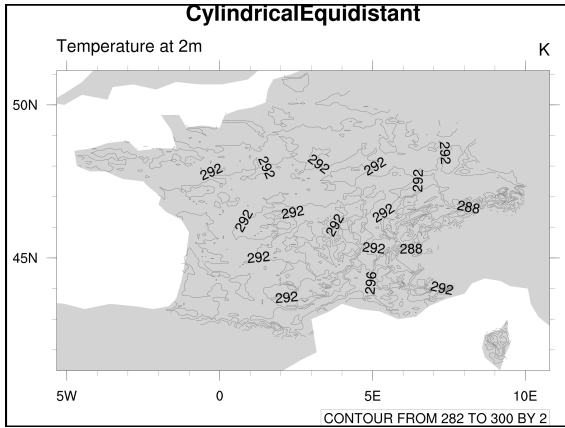 CylindricalEquidistant
Temperature at 2m K
50N
292 292 292 292 292
292
292 292 292 292 288
45N 292 292 288
296
292 292
5W 0 5E 10E
CONTOUR FROM 282 TO 300 BY 2